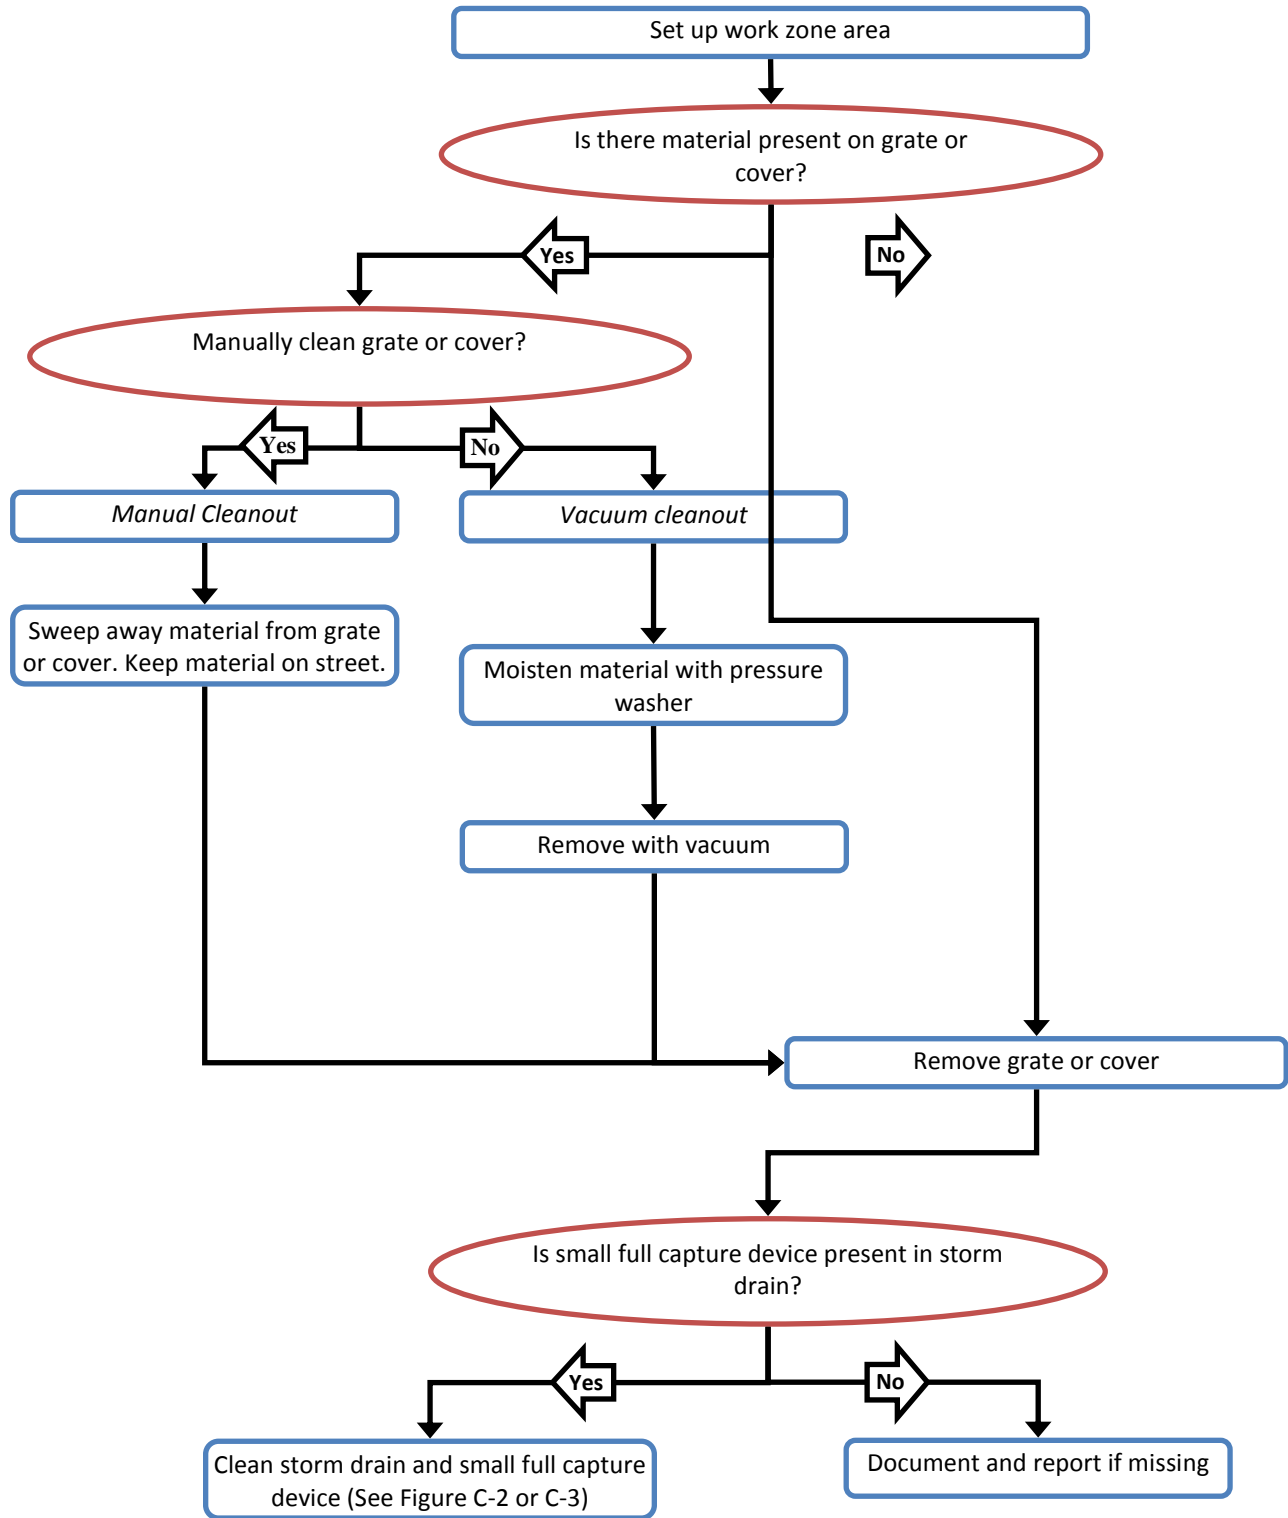 Set up work zone area
Is there material present on grate or
cover?
Yes
No
Manually clean grate or cover?
Yes
No
Manual Cleanout
Vacuum cleanout
Sweep away material from grate
or cover. Keep material on street.
Moisten material with pressure
washer
Remove with vacuum
Remove grate or cover
Is small full capture device present in storm
drain?
Yes
No
Clean storm drain and small full capture
device (See Figure C-2 or C-3)
Document and report if missing